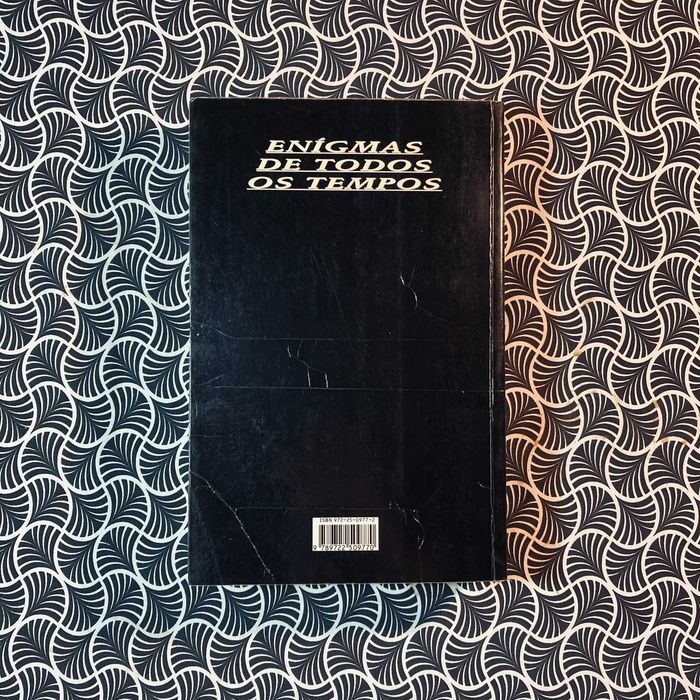 ENÍGMAS
DE TODOS
OS TEMPOS
ISBN 972-25-0977-2
9 789722 509770